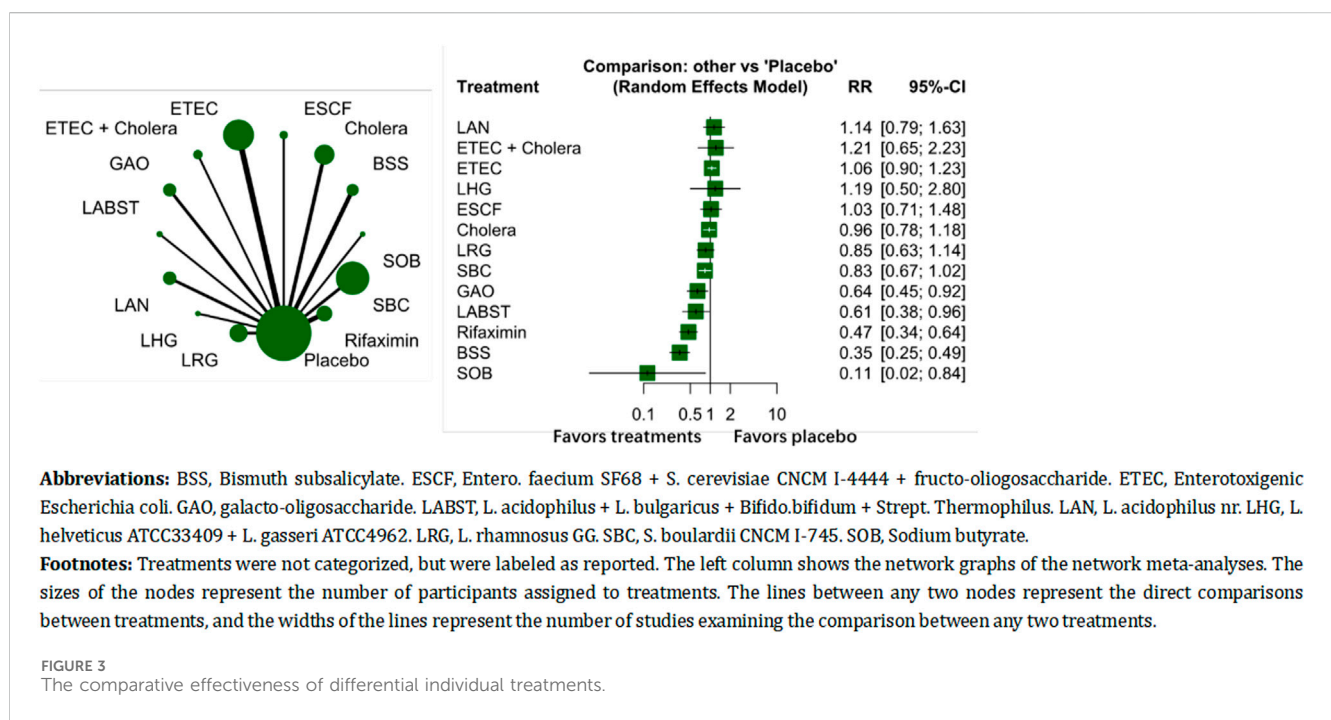 ETEC
ESCF
ETEC + Cholera
Cholera
GAO
BSS
LABST
SOB
LAN
SBC
LHG
Rifaximin
LRG
Placebo
Comparison: other vs 'Placebo'
Treatment (Random Effects Model) RR 95%-CI
LAN 1.14 [0.79; 1.63]
ETEC + Cholera 1.21 [0.65; 2.23]
ETEC 1.06 [0.90; 1.23]
LHG 1.19 [0.50; 2.80]
ESCF 1.03 [0.71; 1.48]
Cholera 0.96 [0.78; 1.18]
LRG 0.85 [0.63; 1.14]
SBC 0.83 [0.67; 1.02]
GAO 0.64 [0.45; 0.92]
LABST 0.61 [0.38; 0.96]
Rifaximin 0.47 [0.34; 0.64]
BSS 0.35 [0.25; 0.49]
SOB 0.11 [0.02; 0.84]
0.1 0.5 1 2 10
Favors treatments Favors placebo
Abbreviations: BSS, Bismuth subsalicylate. ESCF, Entero. faecium SF68 + S. cerevisiae CNCM I-4444 + fructo-oliogosaccharide. ETEC, Enterotoxigenic
Escherichia coli. GAO, galacto-oligosaccharide. LABST, L. acidophilus + L. bulgaricus + Bifido.bifidum + Strept. Thermophilus. LAN, L. acidophilus nr. LHG, L.
helveticus ATCC33409 + L. gasseri ATCC4962. LRG, L. rhamnosus GG. SBC, S. boulardii CNCM I-745. SOB, Sodium butyrate.
Footnotes: Treatments were not categorized, but were labeled as reported. The left column shows the network graphs of the network meta-analyses. The
sizes of the nodes represent the number of participants assigned to treatments. The lines between any two nodes represent the direct comparisons
between treatments, and the widths of the lines represent the number of studies examining the comparison between any two treatments.
FIGURE 3
The comparative effectiveness of differential individual treatments.